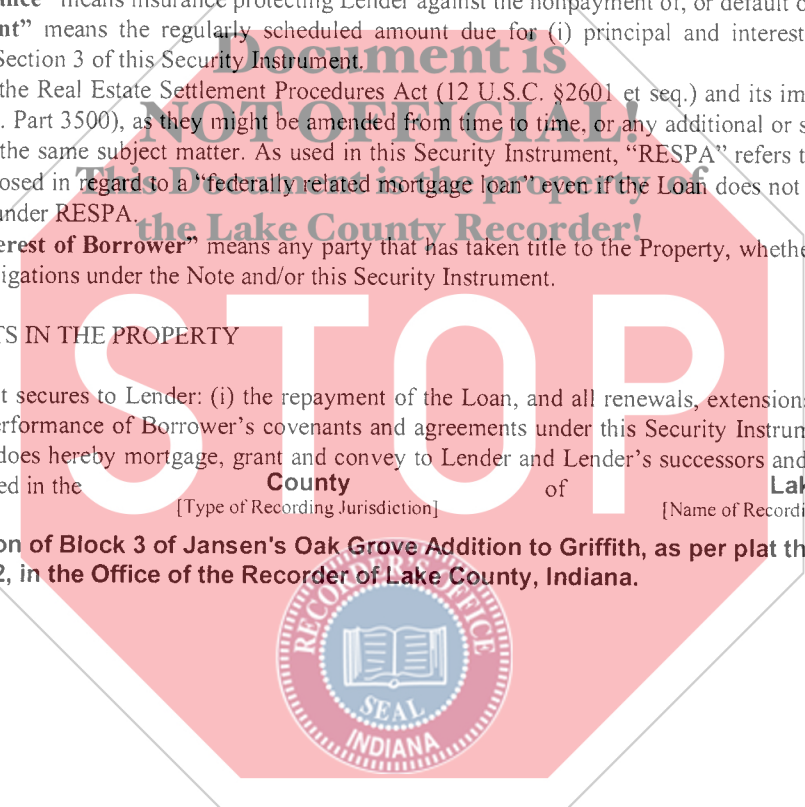 ance" means insurance protecting Lender against the nonpayment of, or default o
nt" means the regularly scheduled amount due for (i) principal and interest
Section 3 of this Security Instrument.
the Real Estate Settlement Procedures Act (12 U.S.C. §2601 et seq.) and its im
. Part 3500), as they might be amended from time to time, or any additional or s
the same subject matter. As used in this Security Instrument, "RESPA" refers t
osed in regard to a "federally related mortgage loan" even if the Loan does not
under RESPA.
erest of Borrower" means any party that has taken title to the Property, whethe
igations under the Note and/or this Security Instrument.
TS IN THE PROPERTY
t secures to Lender: (i) the repayment of the Loan, and all renewals, extension
rformance of Borrower's covenants and agreements under this Security Instrum
does hereby mortgage, grant and convey to Lender and Lender's successors and
ed in the County of Lak
[Type of Recording Jurisdiction] [Name of Recordi
on of Block 3 of Jansen's Oak Grove Addition to Griffith, as per plat th
2, in the Office of the Recorder of Lake County, Indiana.
Document is
NOT OFFICIAL!
This Document is the property of
the Lake County Recorder!
STOP
RECORDER'S OFFICE
SEAL
INDIANA